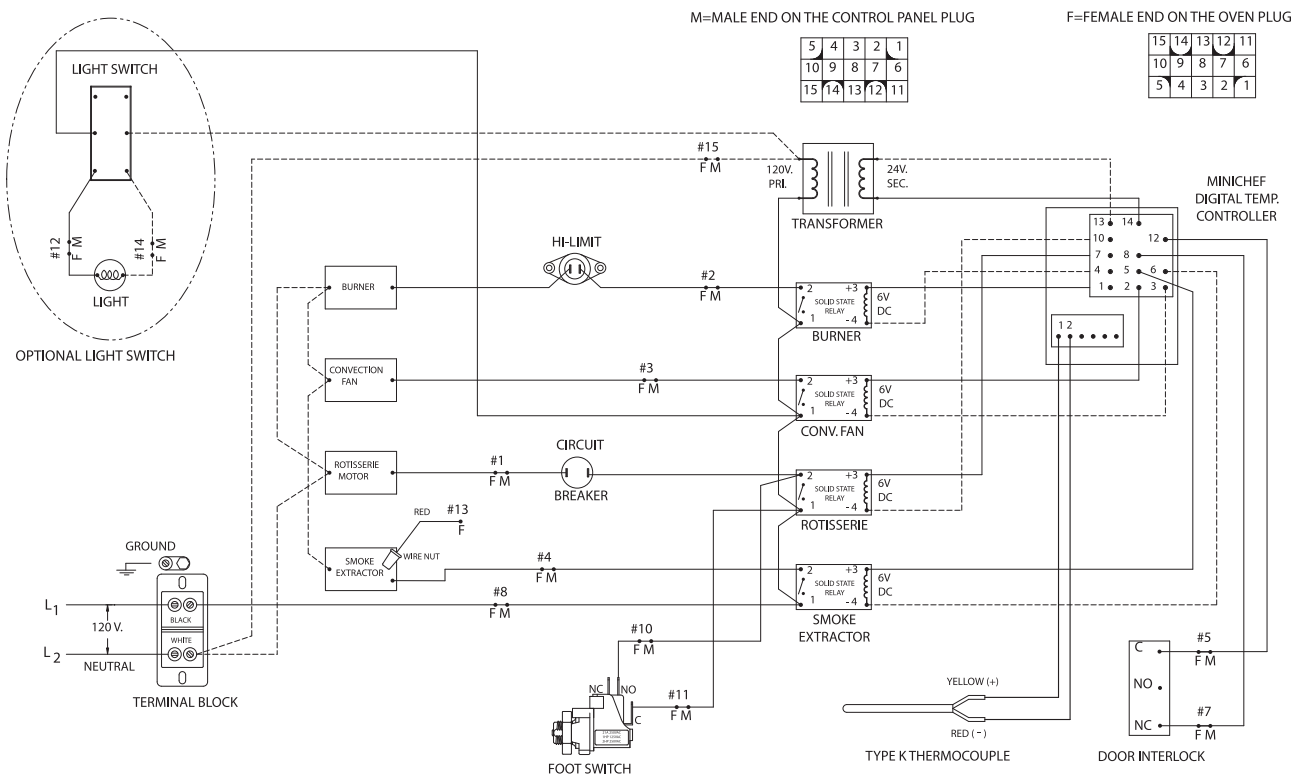 M=MALE END ON THE CONTROL PANEL PLUG
5 4 3 2 1
10 9 8 7 6
15 14 13 12 11
F=FEMALE END ON THE OVEN PLUG
15 14 13 12 11
10 9 8 7 6
5 4 3 2 1
LIGHT SWITCH
#12
F M
#14
F M
LIGHT
OPTIONAL LIGHT SWITCH
#15
F M
120V.
PRI.
24V.
SEC.
TRANSFORMER
MINICHEF
DIGITAL TEMP.
CONTROLLER
13 14
10 12
7 8
4 5 6
1 2 3
1 2
BURNER
HI-LIMIT
#2
F M
2 +3
SOLID STATE
RELAY
1 - 4
6V
DC
BURNER
CONVECTION
FAN
#3
F M
2 +3
SOLID STATE
RELAY
1 - 4
6V
DC
CONV. FAN
ROTISSERIE
MOTOR
#1
F M
CIRCUIT
BREAKER
2 +3
SOLID STATE
RELAY
1 - 4
6V
DC
ROTISSERIE
RED
#13
F
WIRE NUT
SMOKE
EXTRACTOR
#4
F M
2 +3
SOLID STATE
RELAY
1 - 4
6V
DC
SMOKE
EXTRACTOR
GROUND
L1
120 V.
L2
NEUTRAL
BLACK
WHITE
TERMINAL BLOCK
#8
F M
#10
F M
#11
F M
NC NO
C
FOOT SWITCH
YELLOW (+)
RED ( - )
TYPE K THERMOCOUPLE
C
NO
NC
#5
F M
#7
F M
DOOR INTERLOCK